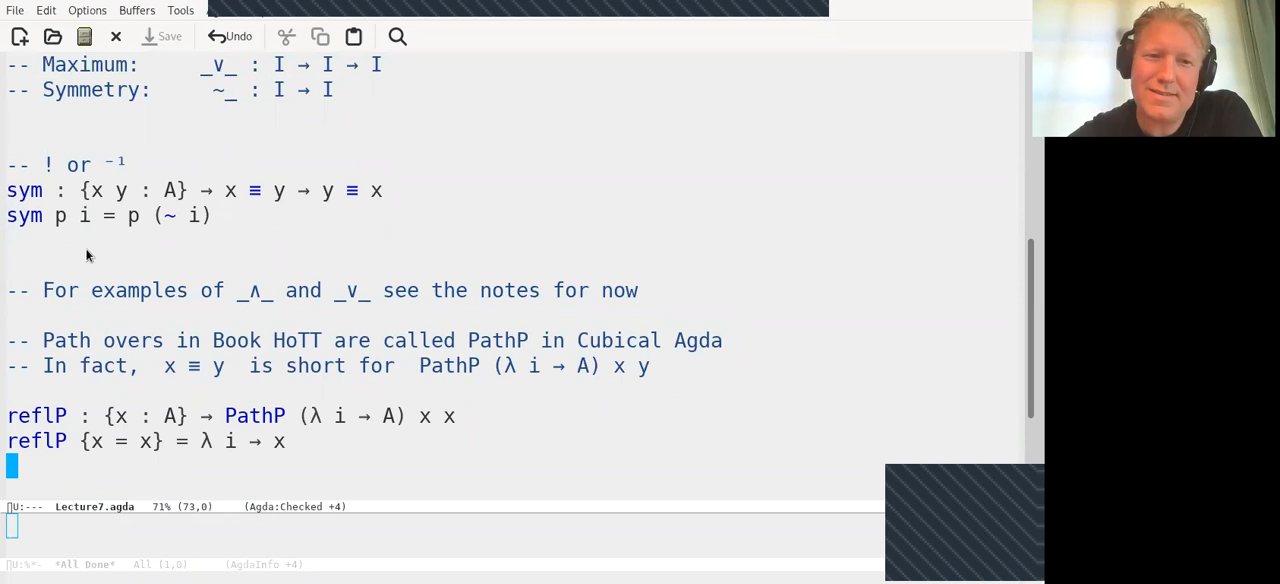 File Edit Options Buffers Tools
Save Undo
-- Maximum: _∨_ : I → I → I
-- Symmetry: ~_ : I → I
-- ! or ⁻¹
sym : {x y : A} → x ≡ y → y ≡ x
sym p i = p (~ i)
-- For examples of _∧_ and _∨_ see the notes for now
-- Path overs in Book HoTT are called PathP in Cubical Agda
-- In fact, x ≡ y is short for PathP (λ i → A) x y
reflP : {x : A} → PathP (λ i → A) x x
reflP {x = x} = λ i → x
U:--- Lecture7.agda 71% (73,0) (Agda:Checked +4)
U:%*- *All Done* All (1,0) (AgdaInfo +4)